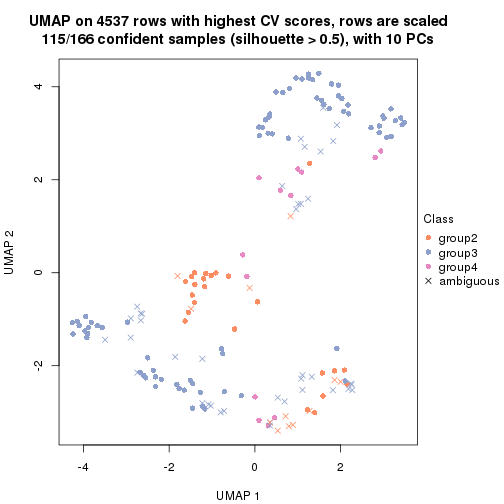 UMAP on 4537 rows with highest CV scores, rows are scaled
115/166 confident samples (silhouette > 0.5), with 10 PCs
4
2
0
-2
UMAP 2
-4
-2
0
2
UMAP 1
Class
group2
group3
group4
ambiguous